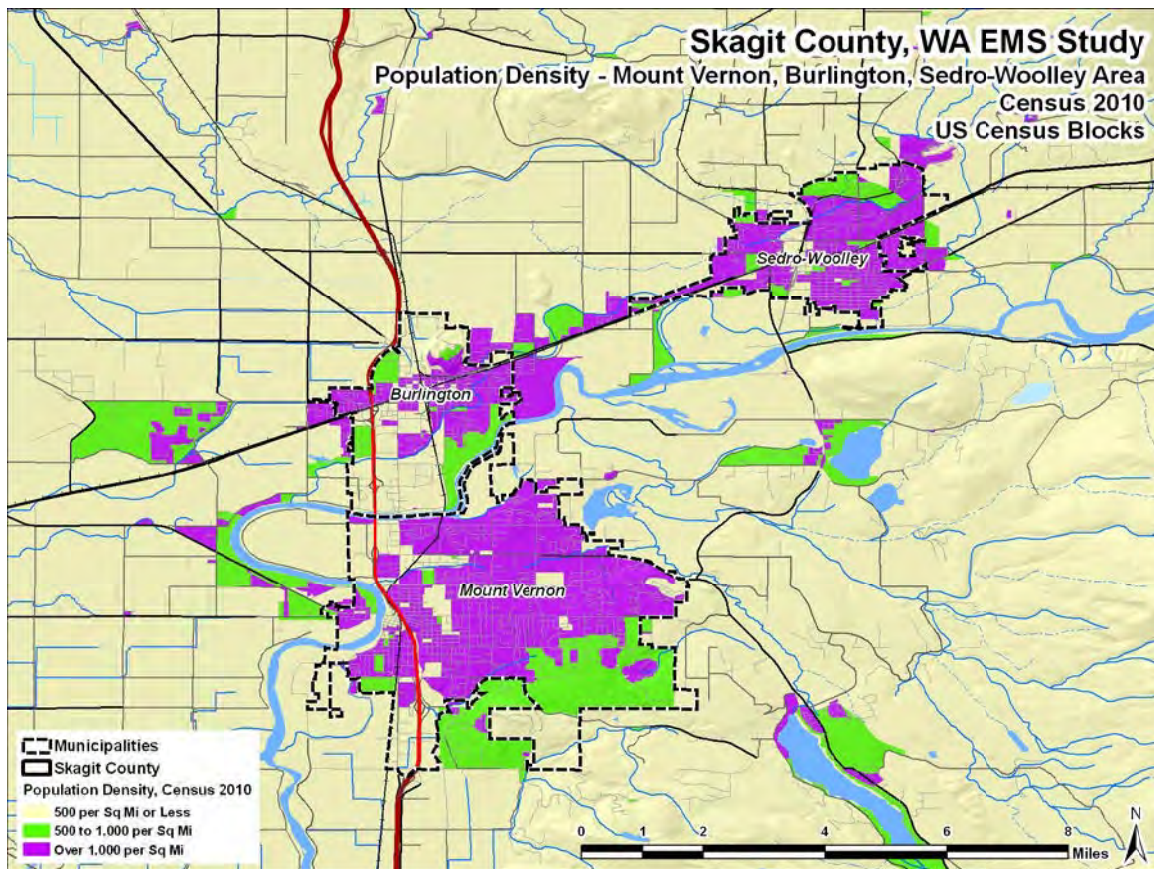 Skagit County, WA EMS Study
Population Density - Mount Vernon, Burlington, Sedro-Woolley Area
Census 2010
US Census Blocks
Sedro-Woolley
Burlington
Mount Vernon
Municipalities
Skagit County
Population Density, Census 2010
500 per Sq Mi or Less
500 to 1,000 per Sq Mi
Over 1,000 per Sq Mi
0 1 2 4 6 8
Miles
N